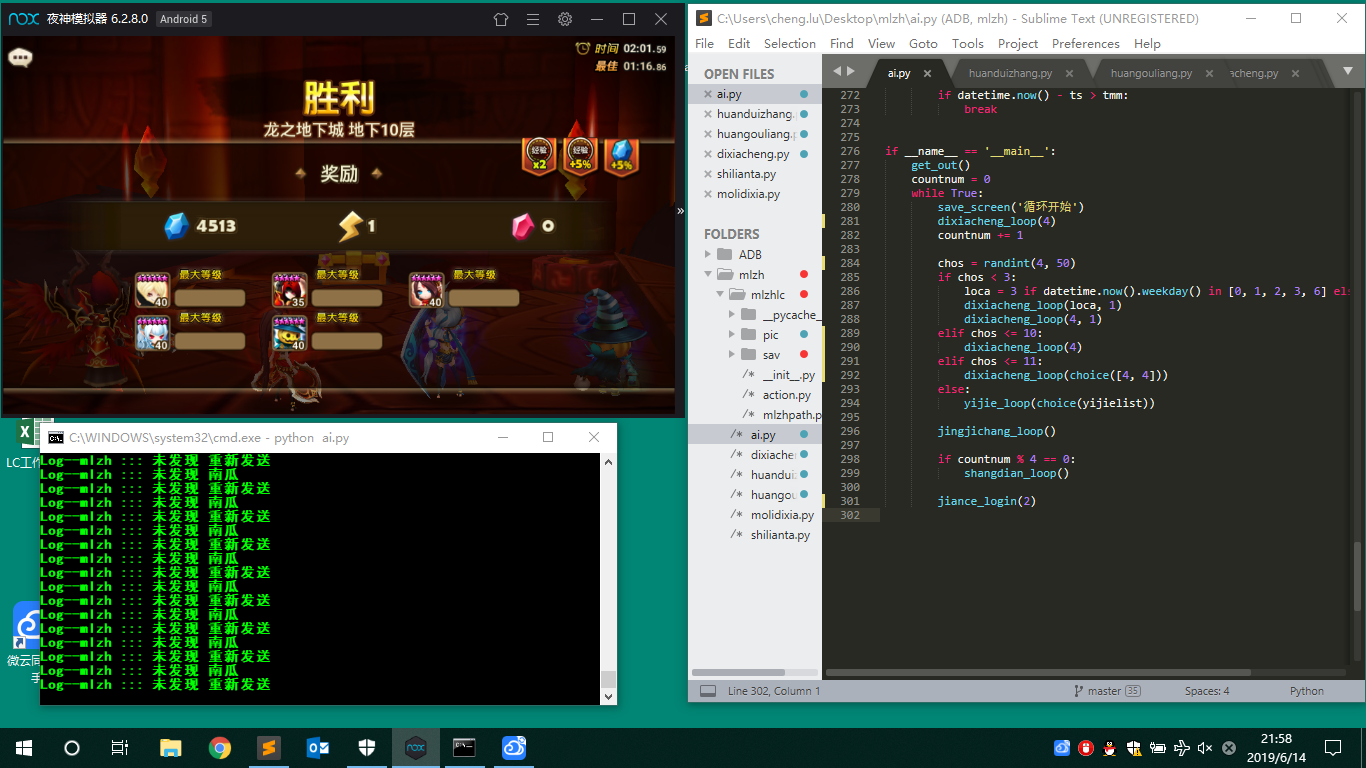 nox 夜神模拟器 6.2.8.0 Android 5
时间 02:01.59
最佳 01:16.86
胜利
龙之地下城 地下10层
经验 x2
经验 +5%
+5%
奖励
4513
1
0
最大等级
40
最大等级
35
最大等级
40
最大等级
40
最大等级
40
LC工作
微云同
手
C:\WINDOWS\system32\cmd.exe - python ai.py
Log--mlzh ::: 未发现 重新发送
Log--mlzh ::: 未发现 南瓜
Log--mlzh ::: 未发现 重新发送
Log--mlzh ::: 未发现 南瓜
Log--mlzh ::: 未发现 重新发送
Log--mlzh ::: 未发现 南瓜
Log--mlzh ::: 未发现 重新发送
Log--mlzh ::: 未发现 南瓜
Log--mlzh ::: 未发现 重新发送
Log--mlzh ::: 未发现 南瓜
Log--mlzh ::: 未发现 重新发送
Log--mlzh ::: 未发现 南瓜
Log--mlzh ::: 未发现 重新发送
Log--mlzh ::: 未发现 南瓜
Log--mlzh ::: 未发现 重新发送
Log--mlzh ::: 未发现 南瓜
Log--mlzh ::: 未发现 重新发送
C:\Users\cheng.lu\Desktop\mlzh\ai.py (ADB, mlzh) - Sublime Text (UNREGISTERED)
File Edit Selection Find View Goto Tools Project Preferences Help
OPEN FILES
ai.py
huanduizhang.
huangouliang.
dixiacheng.py
shilianta.py
molidixia.py
FOLDERS
ADB
mlzh
mlzhlc
__pycache_
pic
sav
__init__.py
action.py
mlzhpath.p
ai.py
dixiachen
huanduiz
huangou
molidixia.py
shilianta.py
ai.py huanduizhang.py huangouliang.py acheng.py
272 if datetime.now() - ts > tmm:
273 break
274
275
276 if __name__ == '__main__':
277 get_out()
278 countnum = 0
279 while True:
280 save_screen('循环开始')
281 dixiacheng_loop(4)
282 countnum += 1
283
284 chos = randint(4, 50)
285 if chos < 3:
286 loca = 3 if datetime.now().weekday() in [0, 1, 2, 3, 6] els
287 dixiacheng_loop(loca, 1)
288 dixiacheng_loop(4, 1)
289 elif chos <= 10:
290 dixiacheng_loop(4)
291 elif chos <= 11:
292 dixiacheng_loop(choice([4, 4]))
293 else:
294 yijie_loop(choice(yijielist))
295
296 jingjichang_loop()
297
298 if countnum % 4 == 0:
299 shangdian_loop()
300
301 jiance_login(2)
302
Line 302, Column 1 master 35 Spaces: 4 Python
21:58
2019/6/14